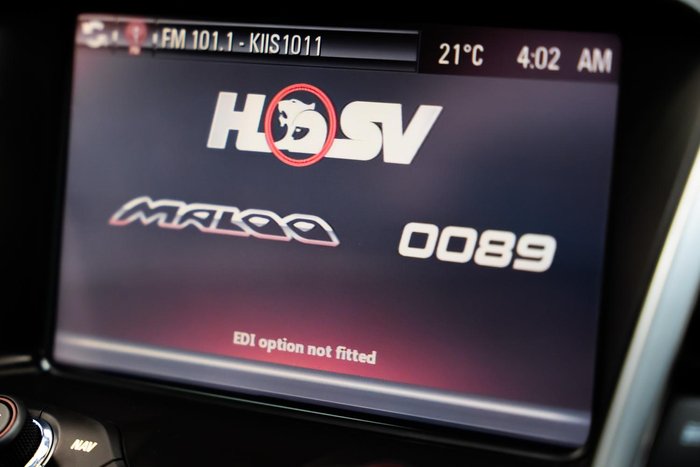 FM 101.1 - KIIS1011 21°C 4:02 AM
HSV
MALOO 0089
EDI option not fitted
NAV